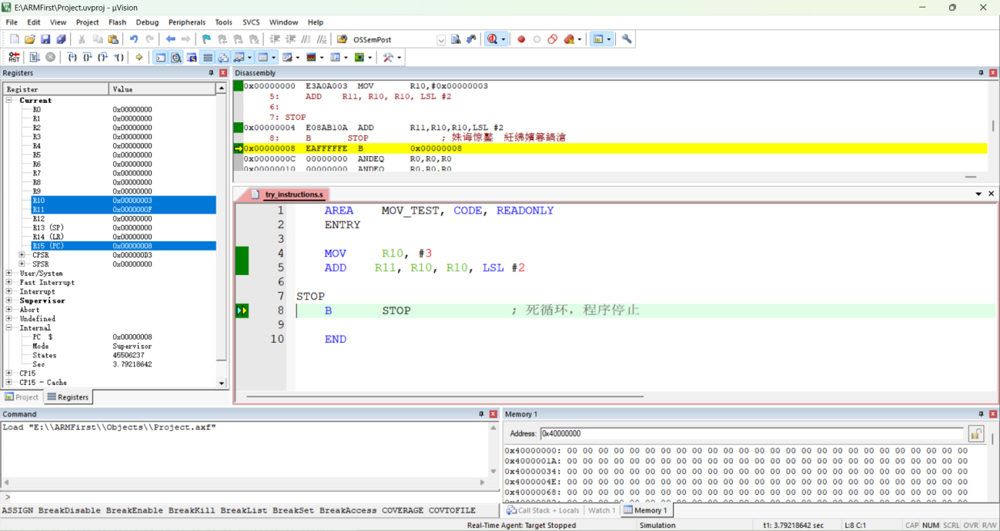 E:\ARMFirst\Project.uvproj - µVision
File Edit View Project Flash Debug Peripherals Tools SVCS Window Help
OSSemPost
RST
Registers
Register Value
Current
R0 0x00000000
R1 0x00000000
R2 0x00000000
R3 0x00000000
R4 0x00000000
R5 0x00000000
R6 0x00000000
R7 0x00000000
R8 0x00000000
R9 0x00000000
R10 0x00000003
R11 0x0000000F
R12 0x00000000
R13 (SP) 0x00000000
R14 (LR) 0x00000000
R15 (PC) 0x00000008
CPSR 0x000000D3
SPSR 0x00000000
User/System
Fast Interrupt
Interrupt
Supervisor
Abort
Undefined
Internal
PC $ 0x00000008
Mode Supervisor
States 45506237
Sec 3.79218642
CP15
CP15 - Cache
Project Registers
Disassembly
0x00000000 E3A0A003 MOV R10,#0x00000003
5: ADD R11, R10, R10, LSL #2
6:
7: STOP
0x00000004 E08AB10A ADD R11,R10,R10,LSL #2
8: B STOP ;
0x00000008 EAFFFFFE B 0x00000008
0x0000000C 00000000 ANDEQ R0,R0,R0
0x00000010 00000000 ANDEQ R0,R0,R0
try_instructions.s
1 AREA MOV_TEST, CODE, READONLY
2 ENTRY
3
4 MOV R10, #3
5 ADD R11, R10, R10, LSL #2
6
7 STOP
8 B STOP ; 死循环，程序停止
9
10 END
Command
Load "E:\\ARMFirst\\Objects\\Project.axf"
>
ASSIGN BreakDisable BreakEnable BreakKill BreakList BreakSet BreakAccess COVERAGE COVTOFILE
Memory 1
Address: 0x40000000
0x40000000: 00 00 00 00 00 00 00 00 00 00 00 00 00 00 00 00 00 00 00 00 00 00 00 00 00 00
0x4000001A: 00 00 00 00 00 00 00 00 00 00 00 00 00 00 00 00 00 00 00 00 00 00 00 00 00 00
0x40000034: 00 00 00 00 00 00 00 00 00 00 00 00 00 00 00 00 00 00 00 00 00 00 00 00 00 00
0x4000004E: 00 00 00 00 00 00 00 00 00 00 00 00 00 00 00 00 00 00 00 00 00 00 00 00 00 00
0x40000068: 00 00 00 00 00 00 00 00 00 00 00 00 00 00 00 00 00 00 00 00 00 00 00 00 00 00
Call Stack + Locals Watch 1 Memory 1
Real-Time Agent: Target Stopped Simulation t1: 3.79218642 sec L:8 C:1 CAP NUM SCRL OVR R/W